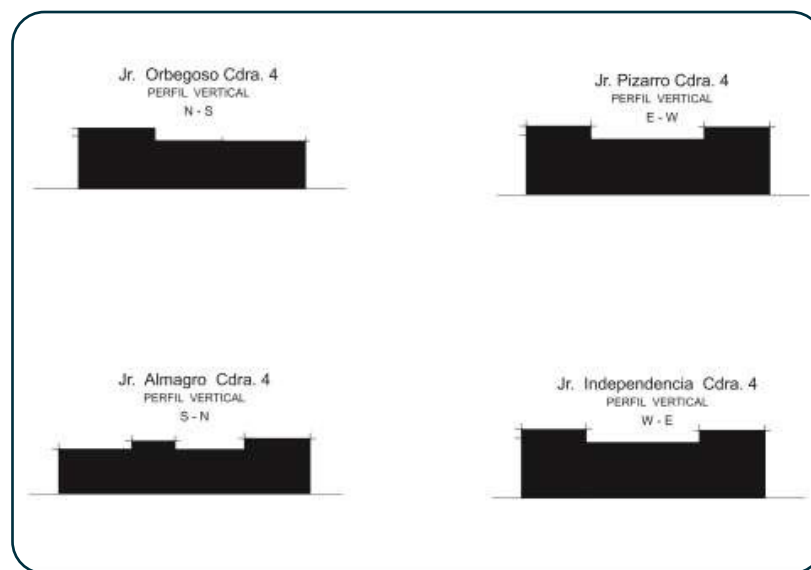 Jr. Orbegoso Cdra. 4
PERFIL VERTICAL
N - S
Jr. Pizarro Cdra. 4
PERFIL VERTICAL
E - W
Jr. Almagro Cdra. 4
PERFIL VERTICAL
S - N
Jr. Independencia Cdra. 4
PERFIL VERTICAL
W - E